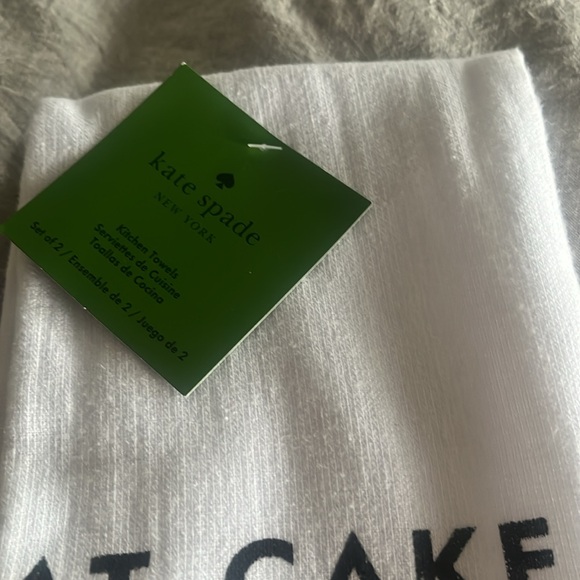 kate spade
NEW YORK
Kitchen Towels
Serviettes de Cuisine
Toallas de Cocina
Set of 2 / Ensemble de 2 / Juego de 2
AT CAKE